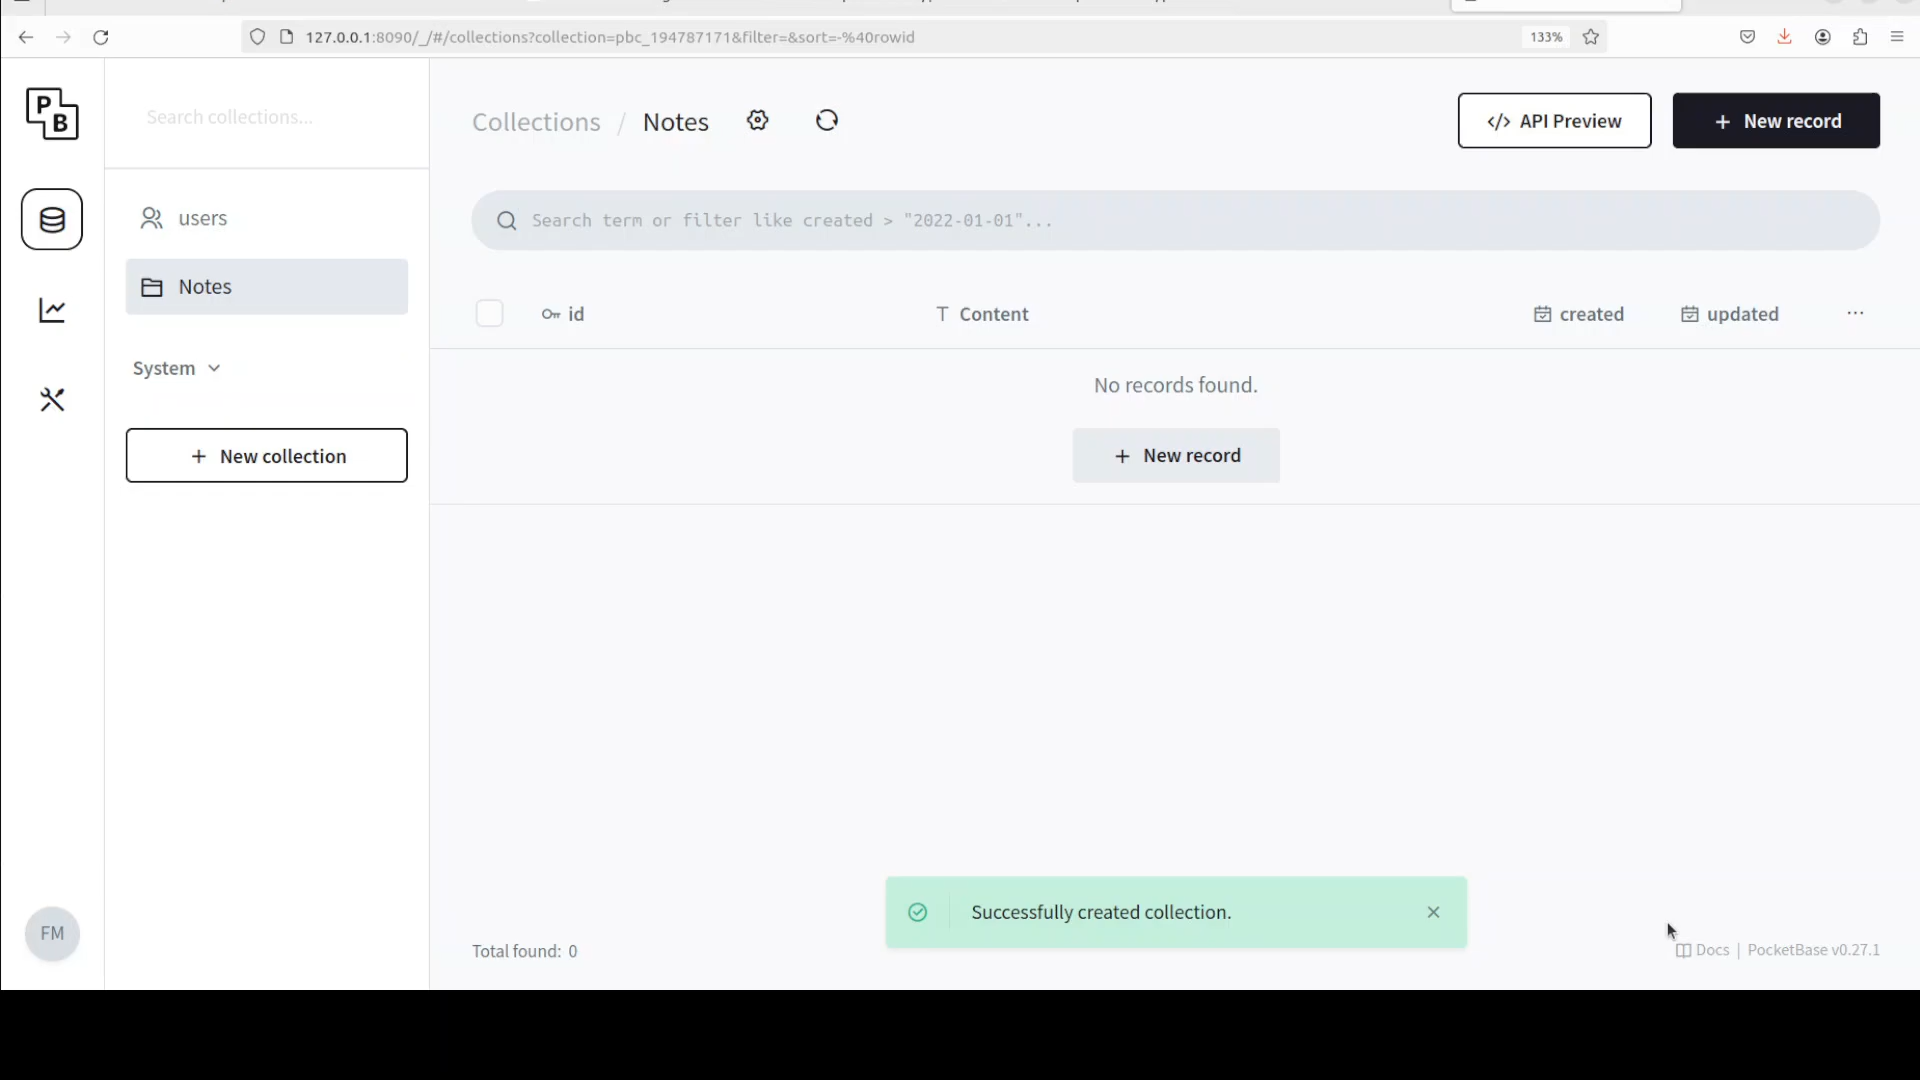 127.0.0.1:8090/_/#/collections?collection=pbc_194787171&filter=&sort=-%40rowid
133%
P
B
Search collections...
Collections / Notes
</> API Preview
+ New record
users
Search term or filter like created > "2022-01-01"...
Notes
id
Content
created
updated
...
System
No records found.
+ New collection
+ New record
Successfully created collection.
FM
Total found: 0
Docs | PocketBase v0.27.1